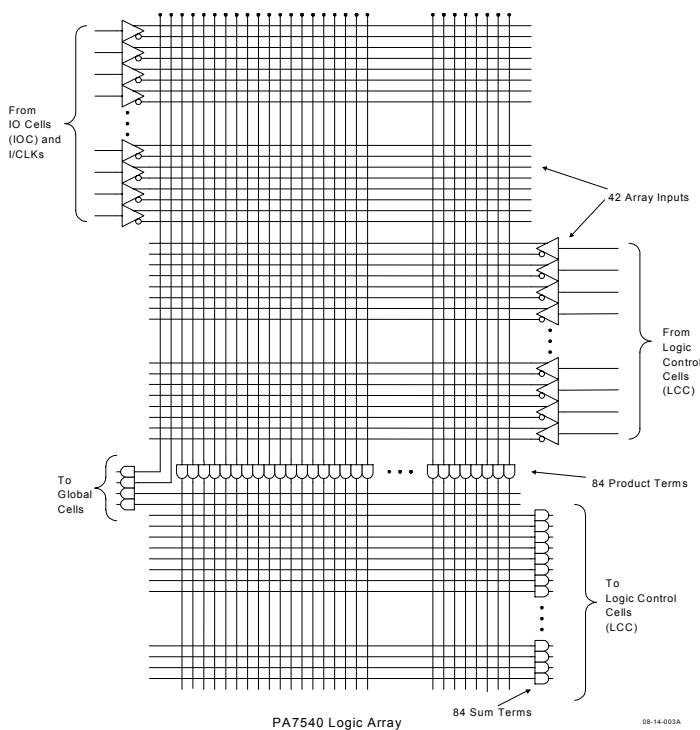 From
IO Cells
(IOC) and
I/CLKs
42 Array Inputs
From
Logic
Control
Cells
(LCC)
To
Global
Cells
84 Product Terms
To
Logic Control
Cells
(LCC)
84 Sum Terms
PA7540 Logic Array
08-14-003A